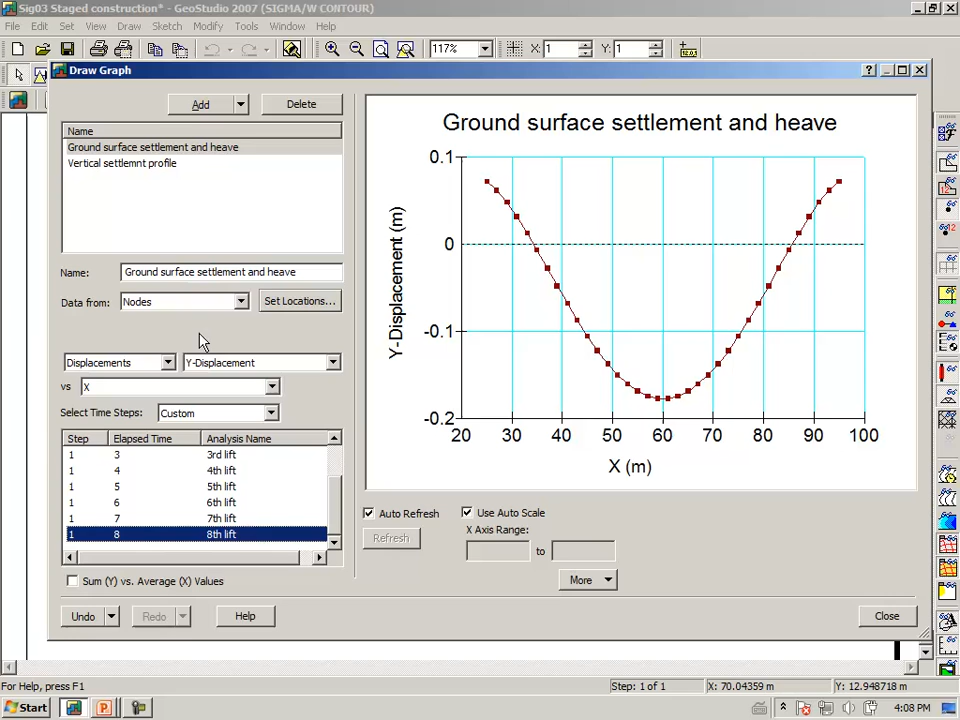 Sig03 Staged construction* - GeoStudio 2007 (SIGMA/W CONTOUR)
File Edit Set View Draw Sketch Modify Tools Window Help
117% X: 1 Y: 1
Draw Graph
Add Delete
Name
Ground surface settlement and heave
Vertical settlemnt profile
Name: Ground surface settlement and heave
Data from: Nodes Set Locations...
Displacements Y-Displacement
vs X
Select Time Steps: Custom
Step Elapsed Time Analysis Name
1 3 3rd lift
1 4 4th lift
1 5 5th lift
1 6 6th lift
1 7 7th lift
1 8 8th lift
Sum (Y) vs. Average (X) Values
Undo Redo Help
Ground surface settlement and heave
Y-Displacement (m)
0.1
0
-0.1
-0.2
20 30 40 50 60 70 80 90 100
X (m)
Auto Refresh Use Auto Scale
Refresh
X Axis Range:
to
More
Close
For Help, press F1 Step: 1 of 1 X: 70.04359 m Y: 12.948718 m
Start 4:08 PM